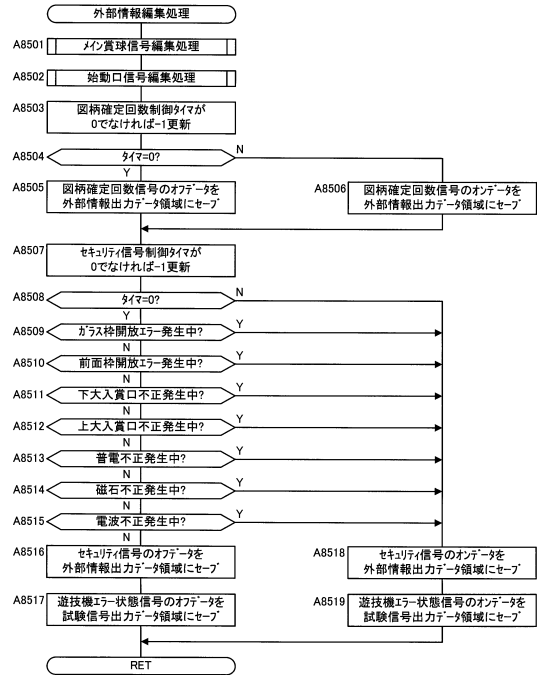 外部情報編集処理
A8501
ﾒｲﾝ賞球信号編集処理
A8502
始動口信号編集処理
A8503
図柄確定回数制御ﾀｲﾏが
0でなければ-1更新
A8504
ﾀｲﾏ=0?
N
Y
A8505
図柄確定回数信号のｵﾌﾃﾞｰﾀを
外部情報出力ﾃﾞｰﾀ領域にｾｰﾌﾞ
A8506
図柄確定回数信号のｵﾝﾃﾞｰﾀを
外部情報出力ﾃﾞｰﾀ領域にｾｰﾌﾞ
A8507
ｾｷｭﾘﾃｨ信号制御ﾀｲﾏが
0でなければ-1更新
A8508
ﾀｲﾏ=0?
N
Y
A8509
ｶﾞﾗｽ枠開放ｴﾗｰ発生中?
Y
N
A8510
前面枠開放ｴﾗｰ発生中?
Y
N
A8511
下大入賞口不正発生中?
Y
N
A8512
上大入賞口不正発生中?
Y
N
A8513
普電不正発生中?
Y
N
A8514
磁石不正発生中?
Y
N
A8515
電波不正発生中?
Y
N
A8516
ｾｷｭﾘﾃｨ信号のｵﾌﾃﾞｰﾀを
外部情報出力ﾃﾞｰﾀ領域にｾｰﾌﾞ
A8518
ｾｷｭﾘﾃｨ信号のｵﾝﾃﾞｰﾀを
外部情報出力ﾃﾞｰﾀ領域にｾｰﾌﾞ
A8517
遊技機ｴﾗｰ状態信号のｵﾌﾃﾞｰﾀを
試験信号出力ﾃﾞｰﾀ領域にｾｰﾌﾞ
A8519
遊技機ｴﾗｰ状態信号のｵﾝﾃﾞｰﾀを
試験信号出力ﾃﾞｰﾀ領域にｾｰﾌﾞ
RET